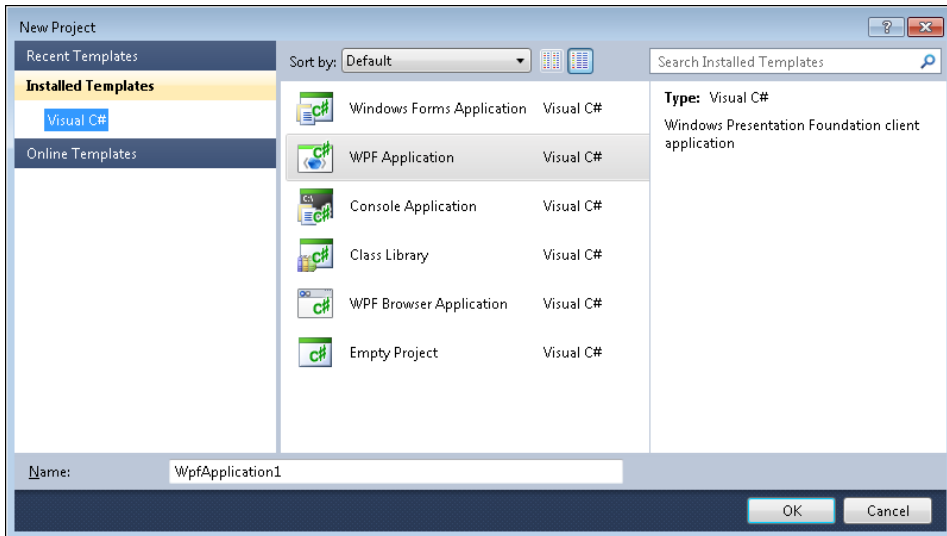 New Project
Recent Templates
Installed Templates
Visual C#
Online Templates
Sort by: Default
Windows Forms Application Visual C#
WPF Application Visual C#
Console Application Visual C#
Class Library Visual C#
WPF Browser Application Visual C#
Empty Project Visual C#
Search Installed Templates
Type: Visual C#
Windows Presentation Foundation client
application
Name: WpfApplication1
OK Cancel